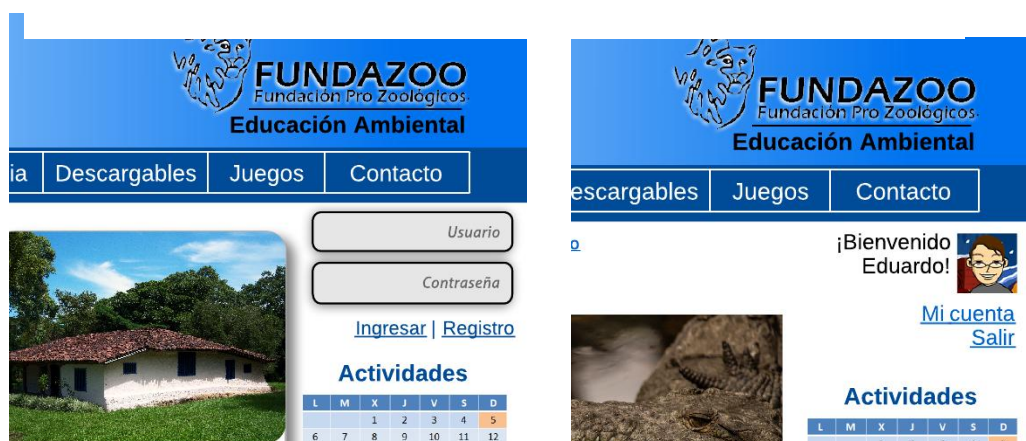 FUNDAZOO
Fundación Pro Zoológicos
Educación Ambiental
ia Descargables Juegos Contacto
Usuario
Contraseña
Ingresar | Registro
Actividades
L M X J V S D
1 2 3 4 5
6 7 8 9 10 11 12
FUNDAZOO
Fundación Pro Zoológicos
Educación Ambiental
escargables Juegos Contacto
o
¡Bienvenido
Eduardo!
Mi cuenta
Salir
Actividades
L M X J V S D